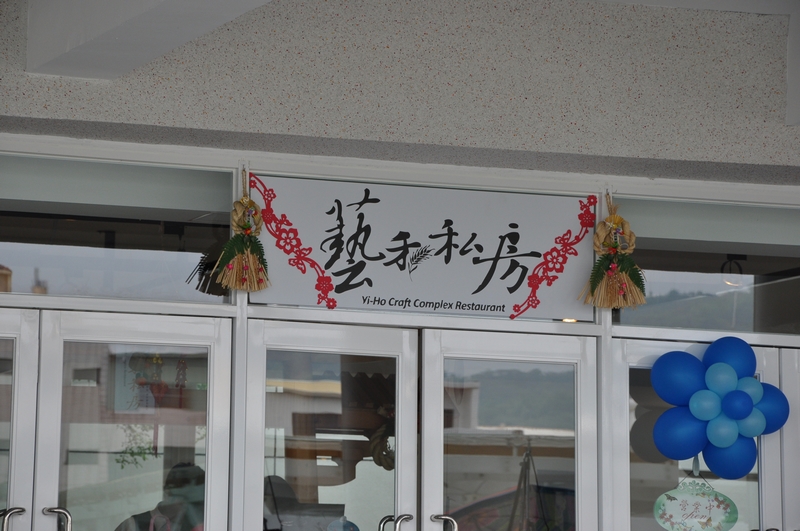 藝禾私房
Yi-Ho Craft Complex Restaurant